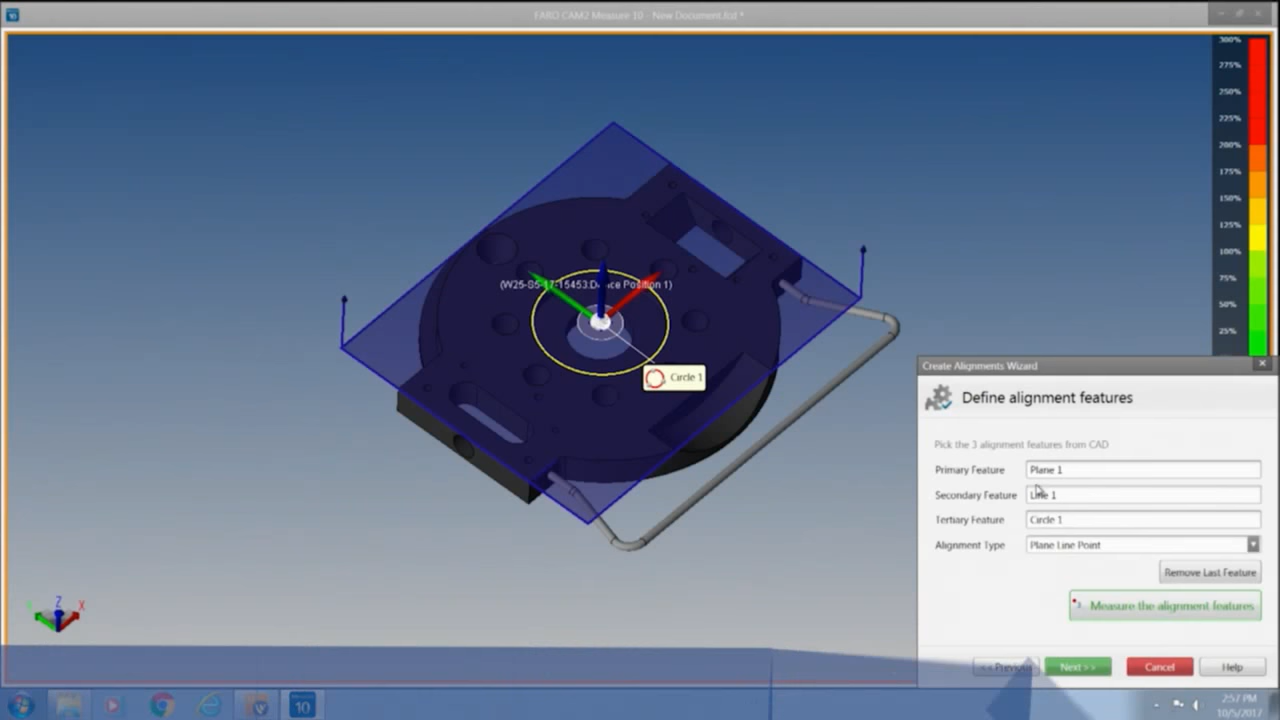 FARO CAM2 Measure 10 - New Document.fcd *
300%
275%
250%
225%
200%
175%
150%
125%
100%
75%
50%
25%
Circle 1
Create Alignments Wizard
Define alignment features
Pick the 3 alignment features from CAD
Primary Feature Plane 1
Secondary Feature Line 1
Tertiary Feature Circle 1
Alignment Type Plane Line Point
Remove Last Feature
Measure the alignment features
<< Previous Next >> Cancel Help
Z
X
10
2:57 PM
10/5/2017